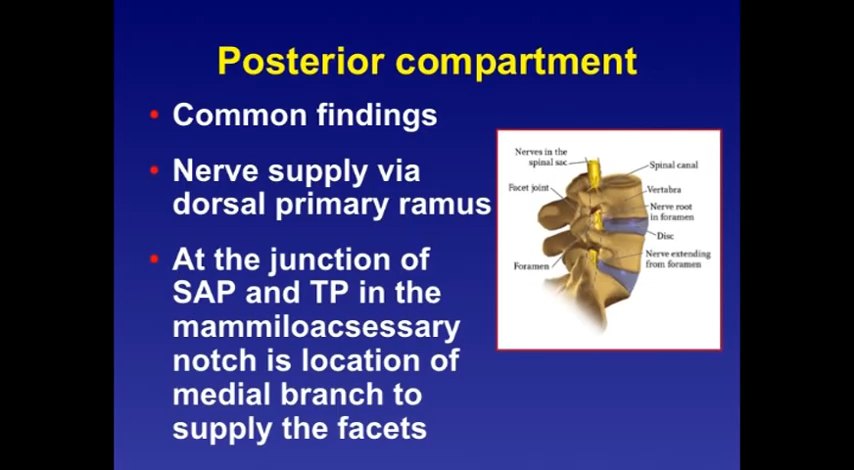 Posterior compartment
• Common findings
• Nerve supply via
dorsal primary ramus
• At the junction of
SAP and TP in the
mammiloacsessary
notch is location of
medial branch to
supply the facets
Nerves in the
spinal sac
Facet joint
Foramen
Spinal canal
Vertabra
Nerve root
in foramen
Disc
Nerve extending
from foramen